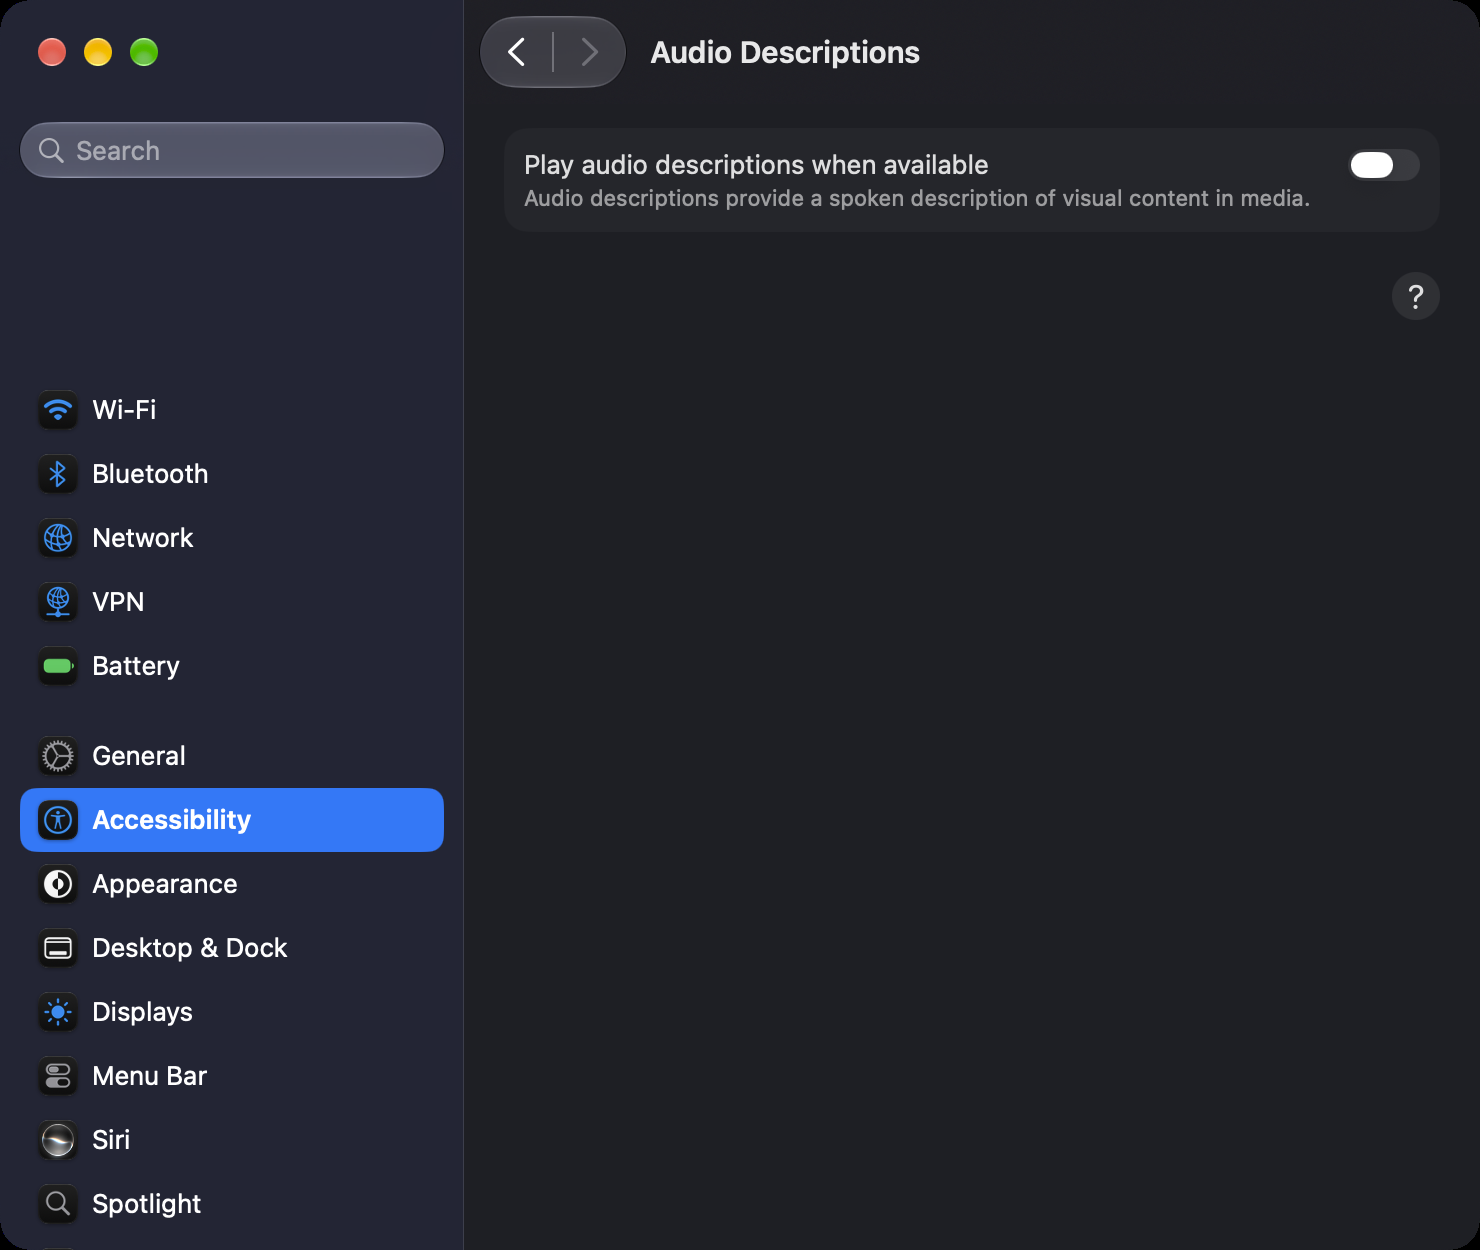 Audio Descriptions
Search
Play audio descriptions when available
Audio descriptions provide a spoken description of visual content in media.
?
Wi-Fi
Bluetooth
Network
VPN
Battery
General
Accessibility
Appearance
Desktop & Dock
Displays
Menu Bar
Siri
Spotlight